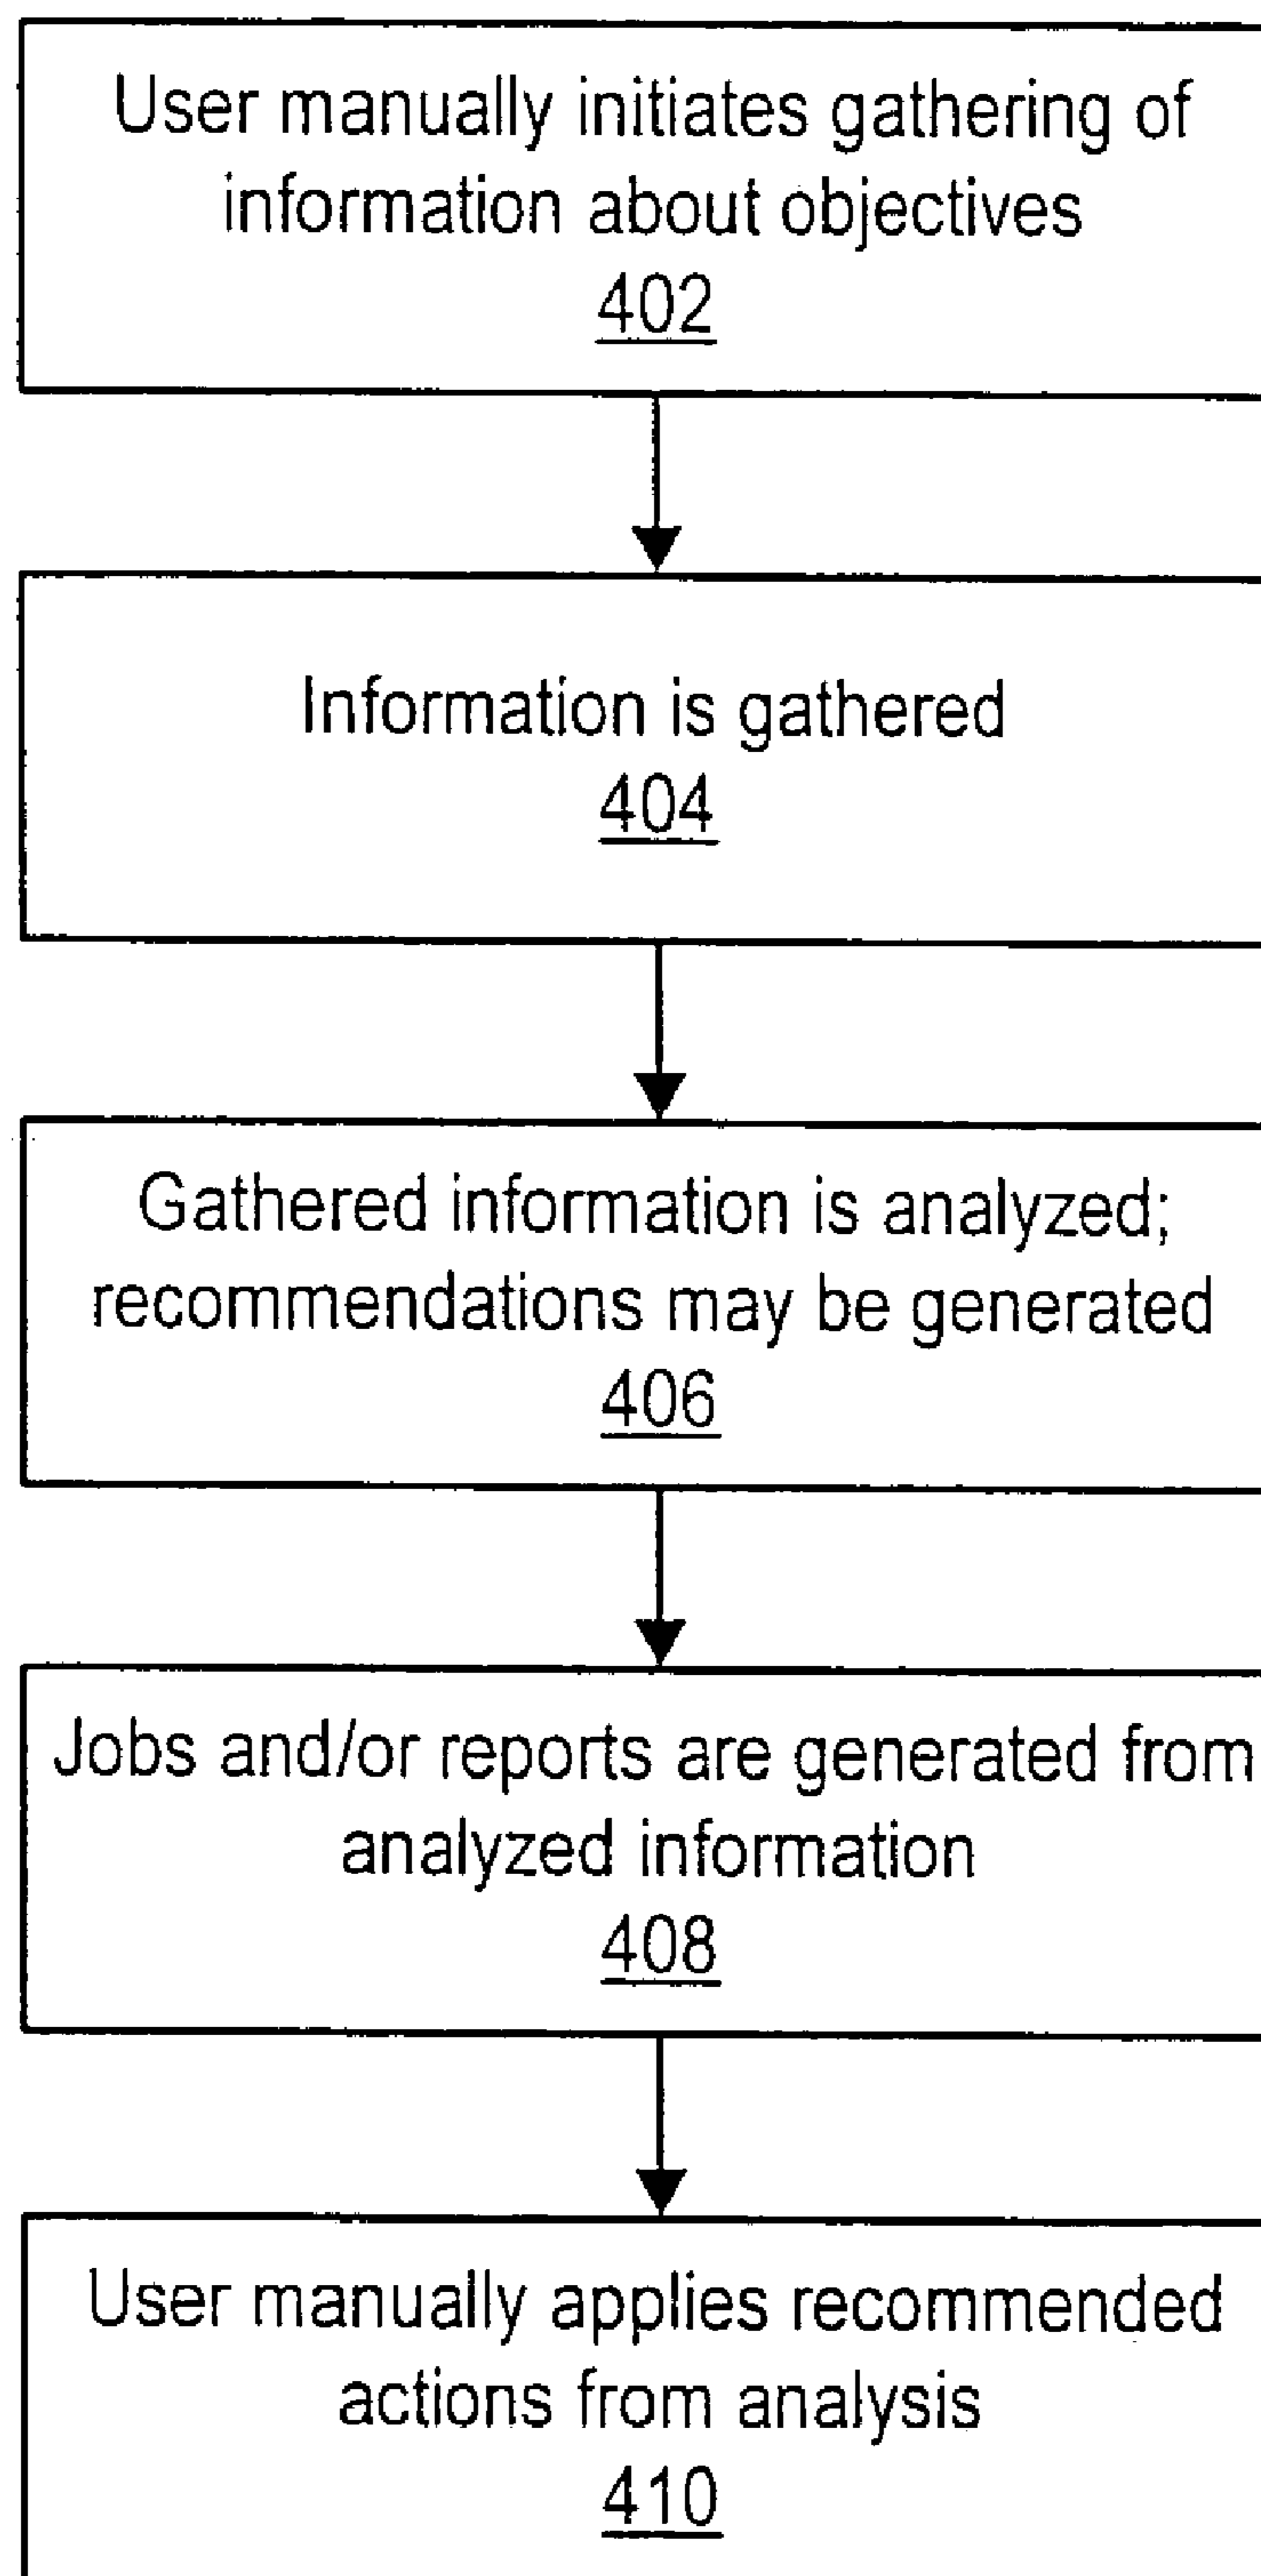 User manually initiates gathering of
information about objectives
402
Information is gathered
404
Gathered information is analyzed;
recommendations may be generated
406
Jobs and/or reports are generated from
analyzed information
408
User manually applies recommended
actions from analysis
410